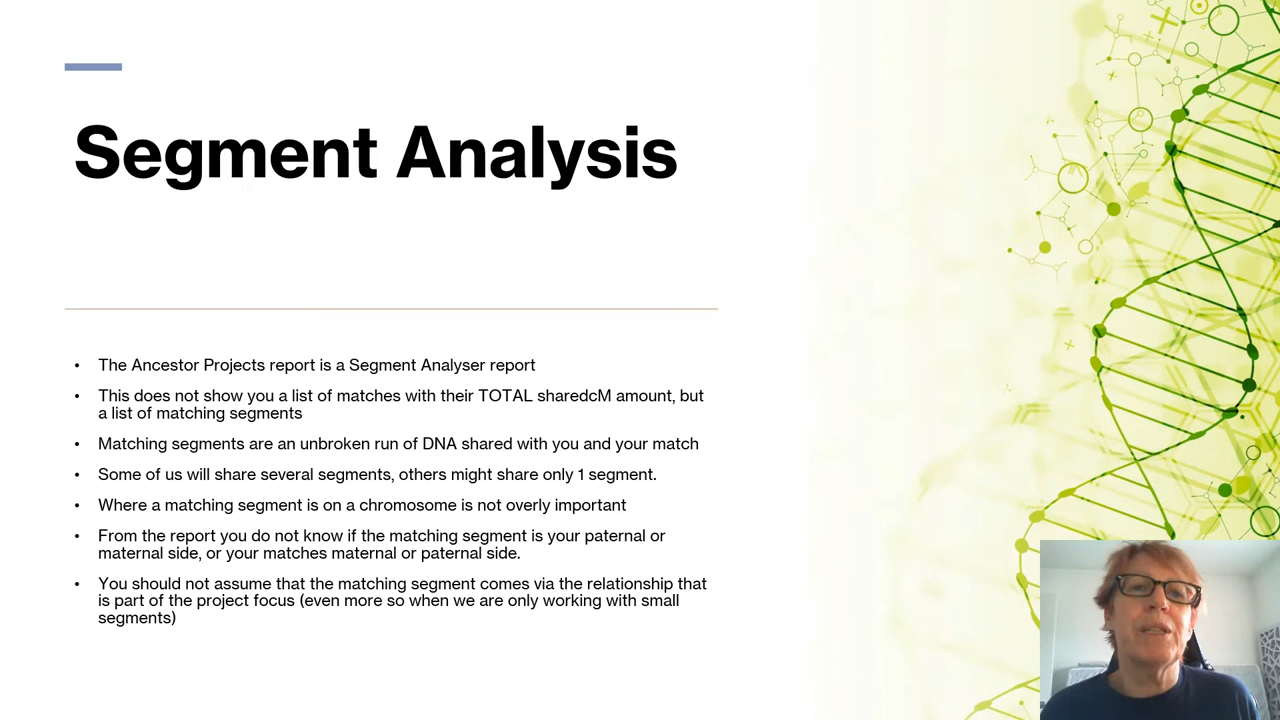 Segment Analysis
• The Ancestor Projects report is a Segment Analyser report
• This does not show you a list of matches with their TOTAL sharedcM amount, but
a list of matching segments
• Matching segments are an unbroken run of DNA shared with you and your match
• Some of us will share several segments, others might share only 1 segment.
• Where a matching segment is on a chromosome is not overly important
• From the report you do not know if the matching segment is your paternal or
maternal side, or your matches maternal or paternal side.
• You should not assume that the matching segment comes via the relationship that
is part of the project focus (even more so when we are only working with small
segments)